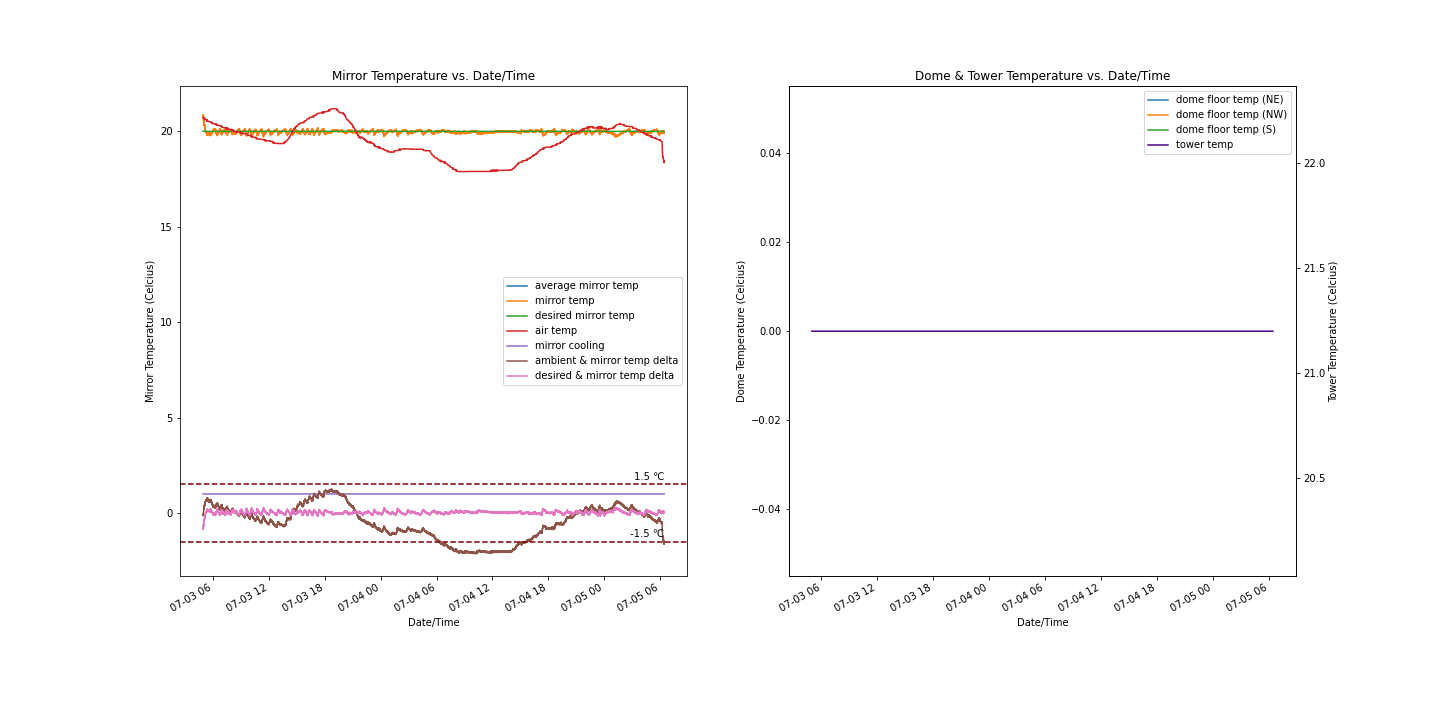 Mirror Temperature vs. Date/Time
Mirror Temperature (Celcius)
20
15
10
5
0
average mirror temp
mirror temp
desired mirror temp
air temp
mirror cooling
ambient & mirror temp delta
desired & mirror temp delta
1.5 °C
-1.5 °C
07-03 06
07-03 12
07-03 18
07-04 00
07-04 06
07-04 12
07-04 18
07-05 00
07-05 06
Date/Time
Dome & Tower Temperature vs. Date/Time
Dome Temperature (Celcius)
0.04
0.02
0.00
−0.02
−0.04
dome floor temp (NE)
dome floor temp (NW)
dome floor temp (S)
tower temp
22.0
21.5
21.0
20.5
Tower Temperature (Celcius)
07-03 06
07-03 12
07-03 18
07-04 00
07-04 06
07-04 12
07-04 18
07-05 00
07-05 06
Date/Time